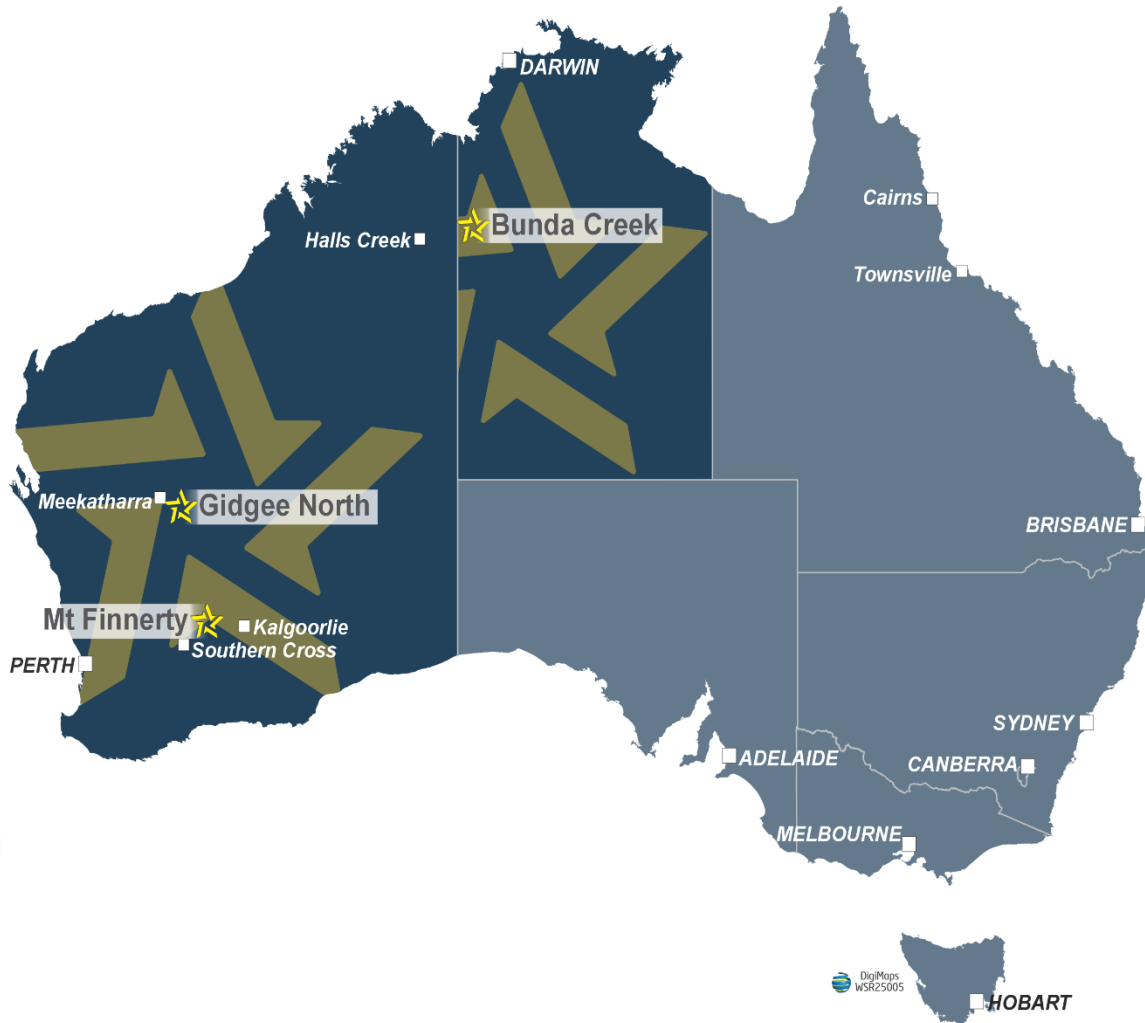 DARWIN
Cairns
Bunda Creek
Halls Creek
Townsville
Meekatharra
Gidgee North
BRISBANE
Mt Finnerty
Kalgoorlie
Southern Cross
PERTH
SYDNEY
ADELAIDE
CANBERRA
MELBOURNE
DigiMaps
WSR25005
HOBART